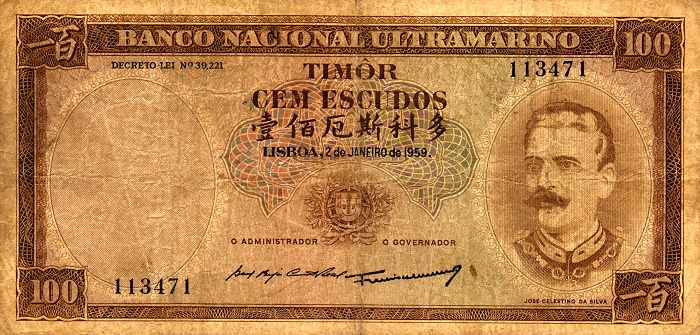 一百 BANCO NACIONAL ULTRAMARINO 100
DECRETO-LEI Nº 39,221 TIMÔR 113471
CEM ESCUDOS
壹佰厄斯科多
LISBOA, 2 de JANEIRO de 1959.
O ADMINISTRADOR O GOVERNADOR
100 113471
JOSÉ CELESTINO DA SILVA
一百